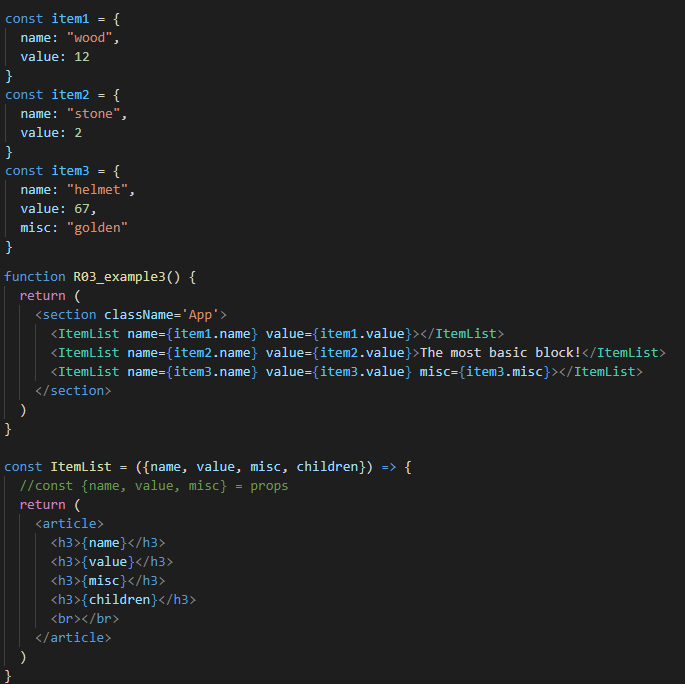 const item1 = {
  name: "wood",
  value: 12
}
const item2 = {
  name: "stone",
  value: 2
}
const item3 = {
  name: "helmet",
  value: 67,
  misc: "golden"
}
function R03_example3() {
  return (
    <section className='App'>
      <ItemList name={item1.name} value={item1.value}></ItemList>
      <ItemList name={item2.name} value={item2.value}>The most basic block!</ItemList>
      <ItemList name={item3.name} value={item3.value} misc={item3.misc}></ItemList>
    </section>
  )
}
const ItemList = ({name, value, misc, children}) => {
  //const {name, value, misc} = props
  return (
    <article>
      <h3>{name}</h3>
      <h3>{value}</h3>
      <h3>{misc}</h3>
      <h3>{children}</h3>
      <br></br>
    </article>
  )
}